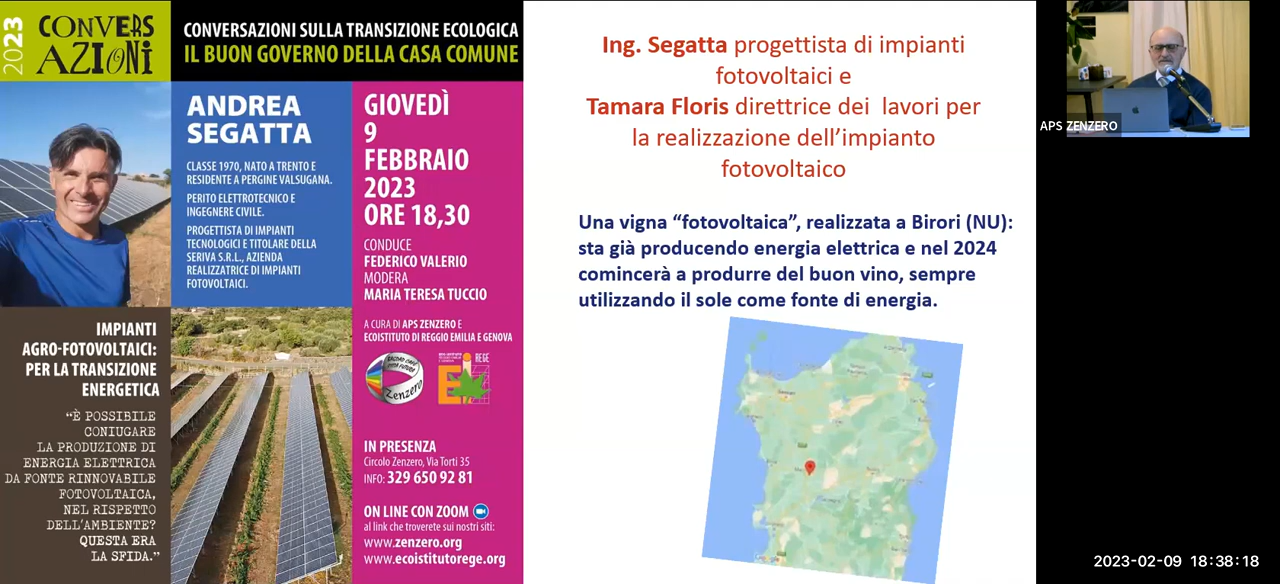 2023
CONVERS
AZIONI
CONVERSAZIONI SULLA TRANSIZIONE ECOLOGICA
IL BUON GOVERNO DELLA CASA COMUNE
ANDREA
SEGATTA
CLASSE 1970, NATO A TRENTO E
RESIDENTE A PERGINE VALSUGANA.
PERITO ELETTROTECNICO E
INGEGNERE CIVILE.
PROGETTISTA DI IMPIANTI
TECNOLOGICI E TITOLARE DELLA
SERIVA S.R.L., AZIENDA
REALIZZATRICE DI IMPIANTI
FOTOVOLTAICI.
GIOVEDÌ
9
FEBBRAIO
2023
ORE 18,30
CONDUCE
FEDERICO VALERIO
MODERA
MARIA TERESA TUCCIO
A CURA DI APS ZENZERO E
ECOISTITUTO DI REGGIO EMILIA E GENOVA
Zenzero
REGE
IN PRESENZA
Circolo Zenzero, Via Torti 35
INFO: 329 650 92 81
ON LINE CON ZOOM
al link che troverete sui nostri siti:
www.zenzero.org
www.ecoistitutorege.org
IMPIANTI
AGRO-FOTOVOLTAICI:
PER LA TRANSIZIONE
ENERGETICA
“È POSSIBILE
CONIUGARE
LA PRODUZIONE DI
ENERGIA ELETTRICA
DA FONTE RINNOVABILE
FOTOVOLTAICA,
NEL RISPETTO
DELL'AMBIENTE?
QUESTA ERA
LA SFIDA.”
Ing. Segatta progettista di impianti
fotovoltaici e
Tamara Floris direttrice dei lavori per
la realizzazione dell’impianto
fotovoltaico
Una vigna “fotovoltaica”, realizzata a Birori (NU):
sta già producendo energia elettrica e nel 2024
comincerà a produrre del buon vino, sempre
utilizzando il sole come fonte di energia.
APS ZENZERO
2023-02-09 18:38:18